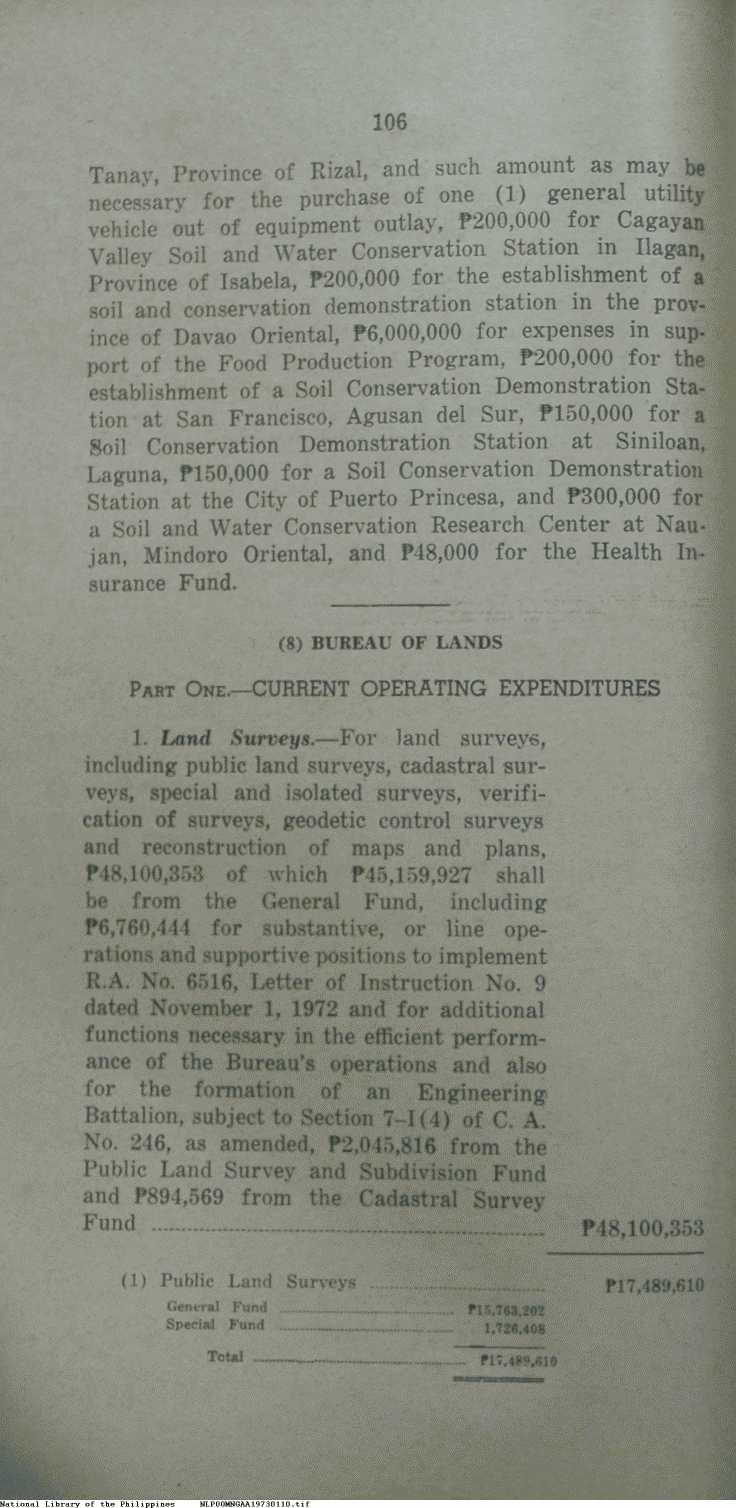 106
Tanay, Province of Rizal, and such amount as may be
necessary for the purchase of one (1) general utility
vehicle out of equipment outlay, ₱200,000 for Cagayan
Valley Soil and Water Conservation Station in Ilagan,
Province of Isabela, ₱200,000 for the establishment of a
soil and conservation demonstration station in the prov-
ince of Davao Oriental, ₱6,000,000 for expenses in sup-
port of the Food Production Program, ₱200,000 for the
establishment of a Soil Conservation Demonstration Sta-
tion at San Francisco, Agusan del Sur, ₱150,000 for a
Soil Conservation Demonstration Station at Siniloan,
Laguna, ₱150,000 for a Soil Conservation Demonstration
Station at the City of Puerto Princesa, and ₱300,000 for
a Soil and Water Conservation Research Center at Nau-
jan, Mindoro Oriental, and ₱48,000 for the Health In-
surance Fund.
(8) BUREAU OF LANDS
PART ONE.—CURRENT OPERATING EXPENDITURES
1. Land Surveys.—For land surveys,
including public land surveys, cadastral sur-
veys, special and isolated surveys, verifi-
cation of surveys, geodetic control surveys
and reconstruction of maps and plans,
₱48,100,353 of which ₱45,159,927 shall
be from the General Fund, including
₱6,760,444 for substantive, or line ope-
rations and supportive positions to implement
R.A. No. 6516, Letter of Instruction No. 9
dated November 1, 1972 and for additional
functions necessary in the efficient perform-
ance of the Bureau's operations and also
for the formation of an Engineering
Battalion, subject to Section 7-I(4) of C. A.
No. 246, as amended, ₱2,045,816 from the
Public Land Survey and Subdivision Fund
and ₱894,569 from the Cadastral Survey
Fund ........ ₱48,100,353
(1) Public Land Surveys ........ ₱17,489,610
General Fund ........ ₱15,763,202
Special Fund ........ 1,726,408
Total ........ ₱17,489,610
National Library of the Philippines NLP00MNGAA19730110.tif